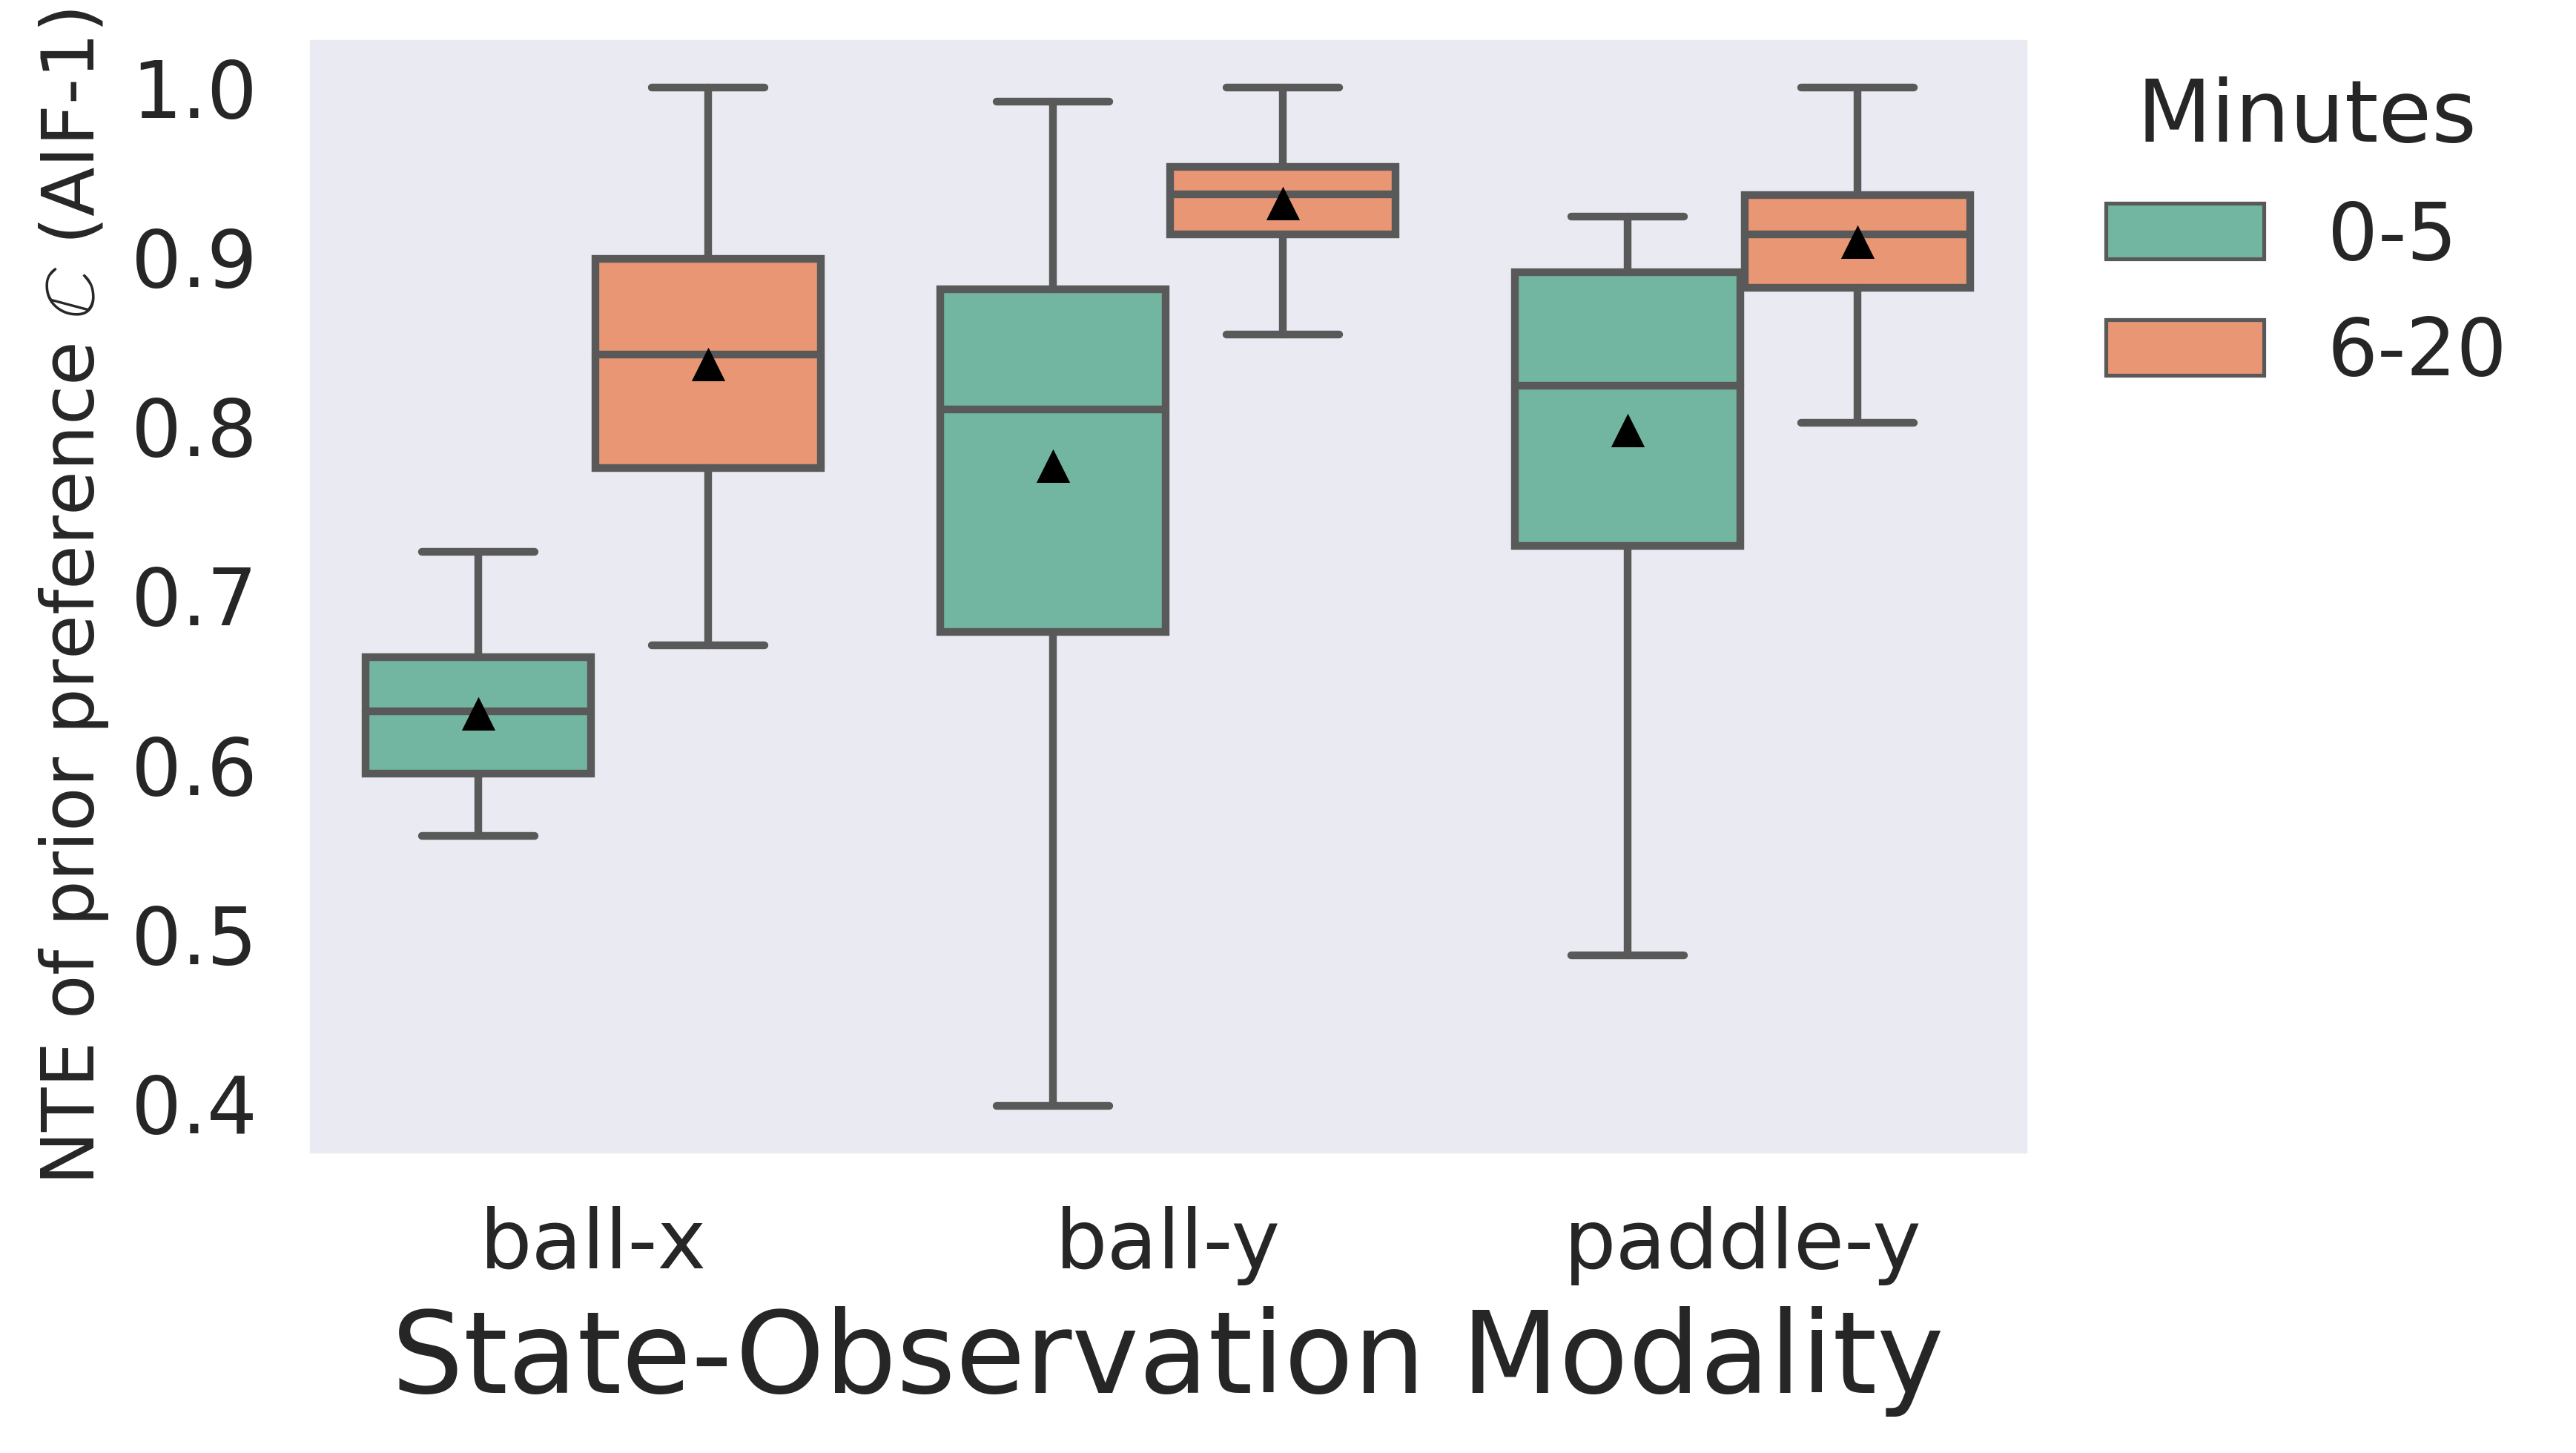 NTE of prior preference ℂ (AIF-1)
1.0
0.9
0.8
0.7
0.6
0.5
0.4
ball-x ball-y paddle-y
State-Observation Modality
Minutes
0-5
6-20